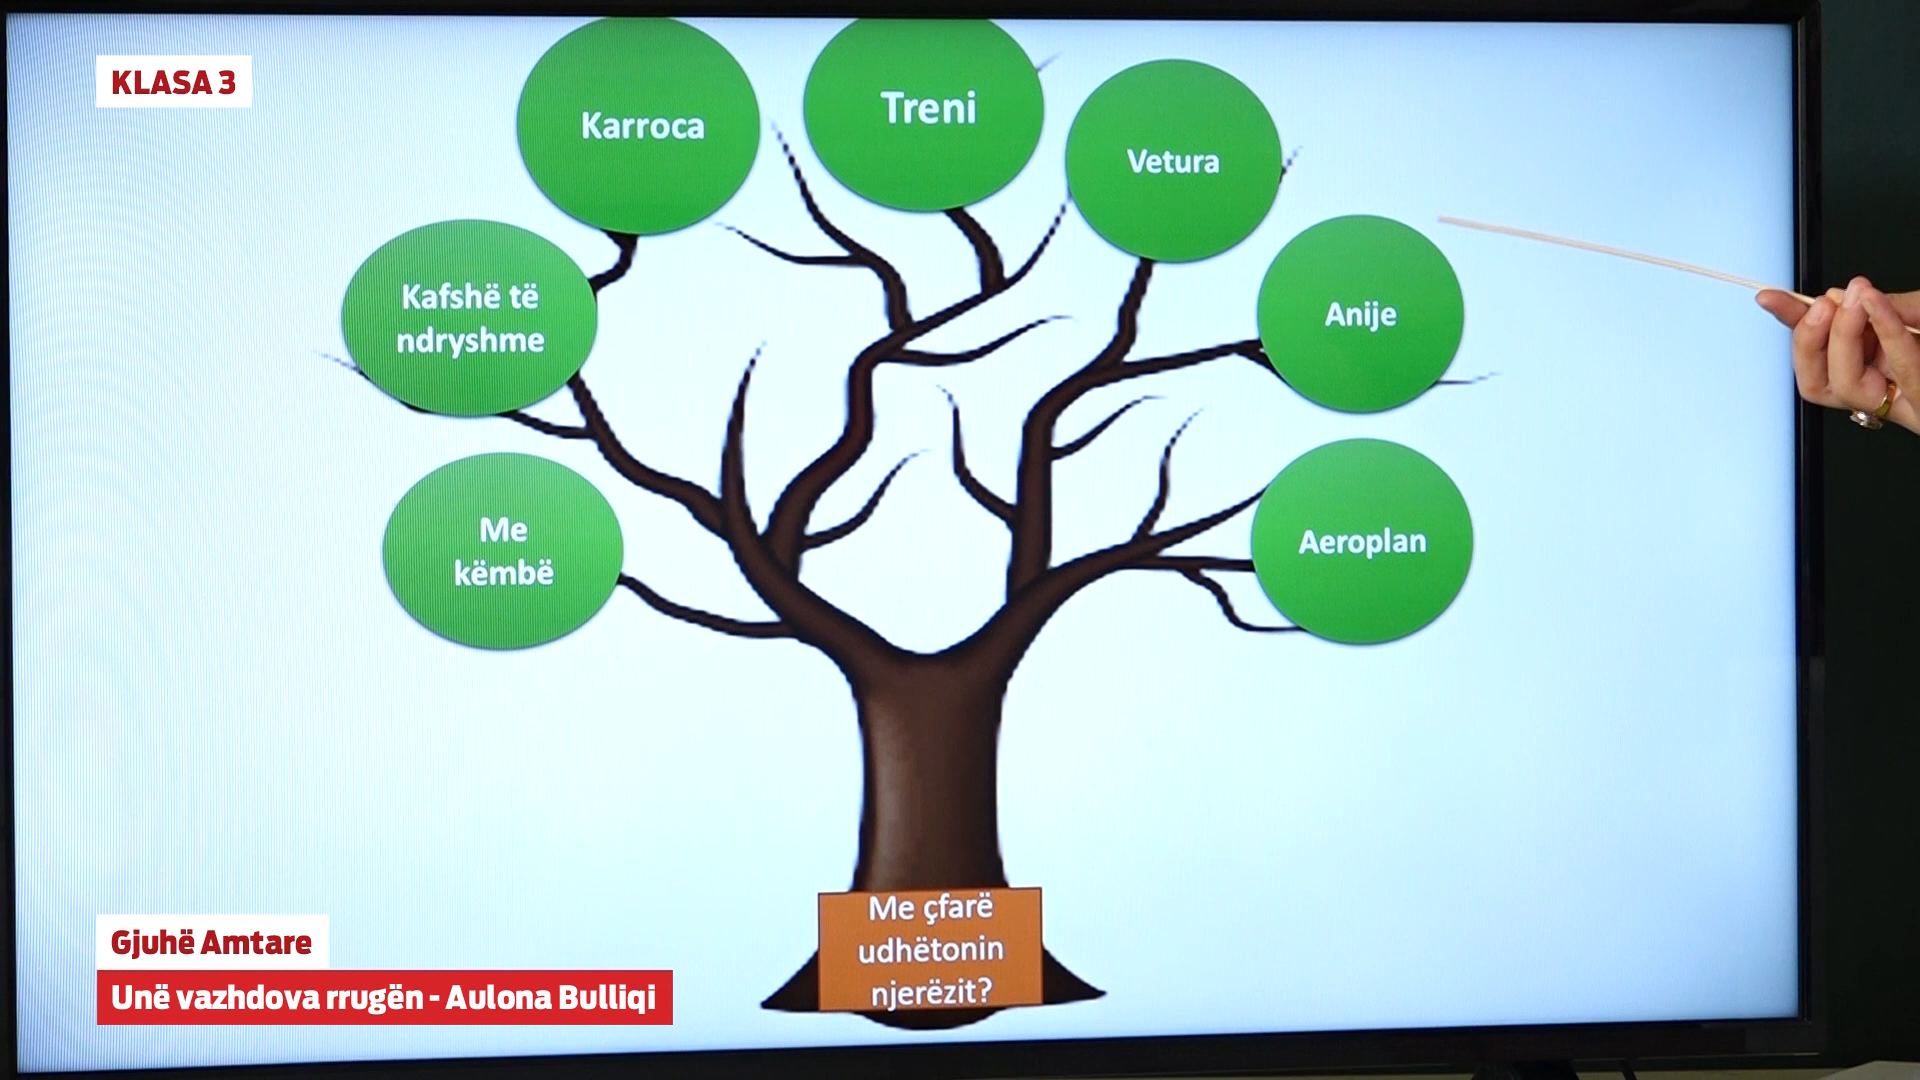 KLASA 3
Karroca
Treni
Vetura
Kafshë të
ndryshme
Anije
Me
këmbë
Aeroplan
Me çfarë
udhëtonin
njerëzit?
Gjuhë Amtare
Unë vazhdova rrugën - Aulona Bulliqi